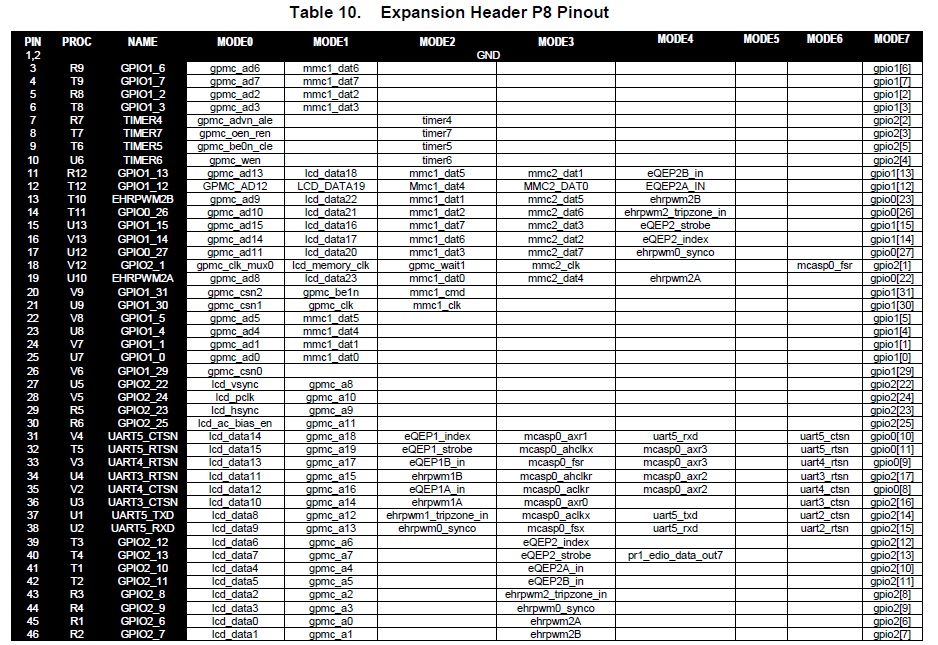 Table 10. Expansion Header P8 Pinout
PIN PROC NAME MODE0 MODE1 MODE2 MODE3 MODE4 MODE5 MODE6 MODE7
1,2 GND
3 R9 GPIO1_6 gpmc_ad6 mmc1_dat6 gpio1[6]
4 T9 GPIO1_7 gpmc_ad7 mmc1_dat7 gpio1[7]
5 R8 GPIO1_2 gpmc_ad2 mmc1_dat2 gpio1[2]
6 T8 GPIO1_3 gpmc_ad3 mmc1_dat3 gpio1[3]
7 R7 TIMER4 gpmc_advn_ale timer4 gpio2[2]
8 T7 TIMER7 gpmc_oen_ren timer7 gpio2[3]
9 T6 TIMER5 gpmc_be0n_cle timer5 gpio2[5]
10 U6 TIMER6 gpmc_wen timer6 gpio2[4]
11 R12 GPIO1_13 gpmc_ad13 lcd_data18 mmc1_dat5 mmc2_dat1 eQEP2B_in gpio1[13]
12 T12 GPIO1_12 GPMC_AD12 LCD_DATA19 Mmc1_dat4 MMC2_DAT0 EQEP2A_IN gpio1[12]
13 T10 EHRPWM2B gpmc_ad9 lcd_data22 mmc1_dat1 mmc2_dat5 ehrpwm2B gpio0[23]
14 T11 GPIO0_26 gpmc_ad10 lcd_data21 mmc1_dat2 mmc2_dat6 ehrpwm2_tripzone_in gpio0[26]
15 U13 GPIO1_15 gpmc_ad15 lcd_data16 mmc1_dat7 mmc2_dat3 eQEP2_strobe gpio1[15]
16 V13 GPIO1_14 gpmc_ad14 lcd_data17 mmc1_dat6 mmc2_dat2 eQEP2_index gpio1[14]
17 U12 GPIO0_27 gpmc_ad11 lcd_data20 mmc1_dat3 mmc2_dat7 ehrpwm0_synco gpio0[27]
18 V12 GPIO2_1 gpmc_clk_mux0 lcd_memory_clk gpmc_wait1 mmc2_clk mcasp0_fsr gpio2[1]
19 U10 EHRPWM2A gpmc_ad8 lcd_data23 mmc1_dat0 mmc2_dat4 ehrpwm2A gpio0[22]
20 V9 GPIO1_31 gpmc_csn2 gpmc_be1n mmc1_cmd gpio1[31]
21 U9 GPIO1_30 gpmc_csn1 gpmc_clk mmc1_clk gpio1[30]
22 V8 GPIO1_5 gpmc_ad5 mmc1_dat5 gpio1[5]
23 U8 GPIO1_4 gpmc_ad4 mmc1_dat4 gpio1[4]
24 V7 GPIO1_1 gpmc_ad1 mmc1_dat1 gpio1[1]
25 U7 GPIO1_0 gpmc_ad0 mmc1_dat0 gpio1[0]
26 V6 GPIO1_29 gpmc_csn0 gpio1[29]
27 U5 GPIO2_22 lcd_vsync gpmc_a8 gpio2[22]
28 V5 GPIO2_24 lcd_pclk gpmc_a10 gpio2[24]
29 R5 GPIO2_23 lcd_hsync gpmc_a9 gpio2[23]
30 R6 GPIO2_25 lcd_ac_bias_en gpmc_a11 gpio2[25]
31 V4 UART5_CTSN lcd_data14 gpmc_a18 eQEP1_index mcasp0_axr1 uart5_rxd uart5_ctsn gpio0[10]
32 T5 UART5_RTSN lcd_data15 gpmc_a19 eQEP1_strobe mcasp0_ahclkx mcasp0_axr3 uart5_rtsn gpio0[11]
33 V3 UART4_RTSN lcd_data13 gpmc_a17 eQEP1B_in mcasp0_fsr mcasp0_axr3 uart4_rtsn gpio0[9]
34 U4 UART3_RTSN lcd_data11 gpmc_a15 ehrpwm1B mcasp0_ahclkr mcasp0_axr2 uart3_rtsn gpio2[17]
35 V2 UART4_CTSN lcd_data12 gpmc_a16 eQEP1A_in mcasp0_aclkr mcasp0_axr2 uart4_ctsn gpio0[8]
36 U3 UART3_CTSN lcd_data10 gpmc_a14 ehrpwm1A mcasp0_axr0 uart3_ctsn gpio2[16]
37 U1 UART5_TXD lcd_data8 gpmc_a12 ehrpwm1_tripzone_in mcasp0_aclkx uart5_txd uart2_ctsn gpio2[14]
38 U2 UART5_RXD lcd_data9 gpmc_a13 ehrpwm0_synco mcasp0_fsx uart5_rxd uart2_rtsn gpio2[15]
39 T3 GPIO2_12 lcd_data6 gpmc_a6 eQEP2_index gpio2[12]
40 T4 GPIO2_13 lcd_data7 gpmc_a7 eQEP2_strobe pr1_edio_data_out7 gpio2[13]
41 T1 GPIO2_10 lcd_data4 gpmc_a4 eQEP2A_in gpio2[10]
42 T2 GPIO2_11 lcd_data5 gpmc_a5 eQEP2B_in gpio2[11]
43 R3 GPIO2_8 lcd_data2 gpmc_a2 ehrpwm2_tripzone_in gpio2[8]
44 R4 GPIO2_9 lcd_data3 gpmc_a3 ehrpwm0_synco gpio2[9]
45 R1 GPIO2_6 lcd_data0 gpmc_a0 ehrpwm2A gpio2[6]
46 R2 GPIO2_7 lcd_data1 gpmc_a1 ehrpwm2B gpio2[7]